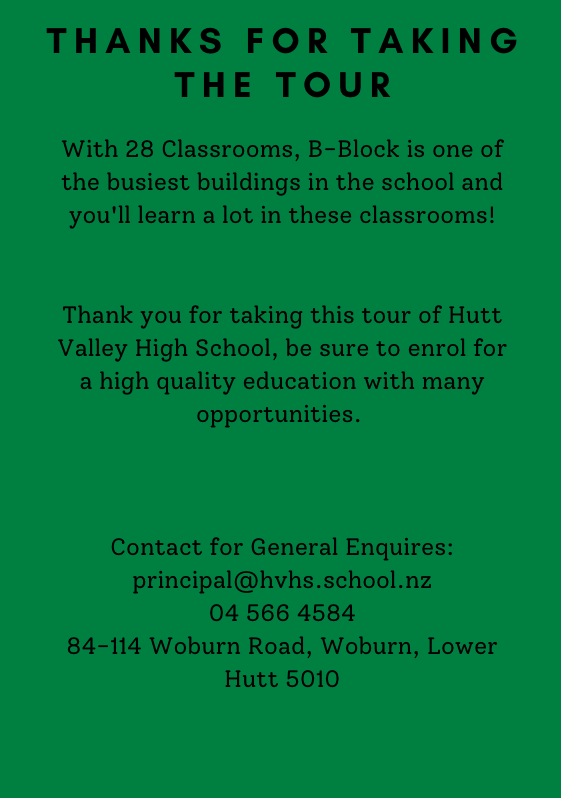 THANKS FOR TAKING
THE TOUR
With 28 Classrooms, B-Block is one of
the busiest buildings in the school and
you'll learn a lot in these classrooms!
Thank you for taking this tour of Hutt
Valley High School, be sure to enrol for
a high quality education with many
opportunities.
Contact for General Enquires:
principal@hvhs.school.nz
04 566 4584
84-114 Woburn Road, Woburn, Lower
Hutt 5010